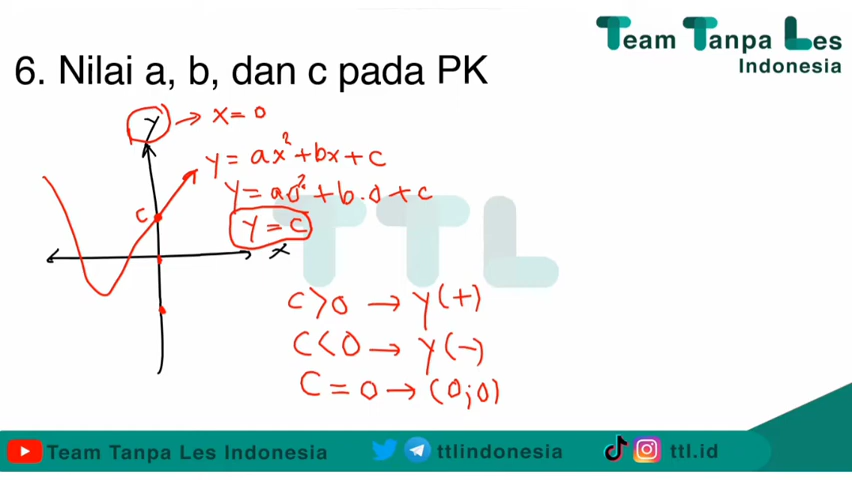 Team Tanpa Les
Indonesia
6. Nilai a, b, dan c pada PK
Y → x = 0
y = ax² + bx + c
y = a0² + b.0 + c
y = c
c
x
c > 0 → y (+)
c < 0 → y (-)
c = 0 → (0;0)
TTL
Team Tanpa Les Indonesia
ttlindonesia
ttl.id